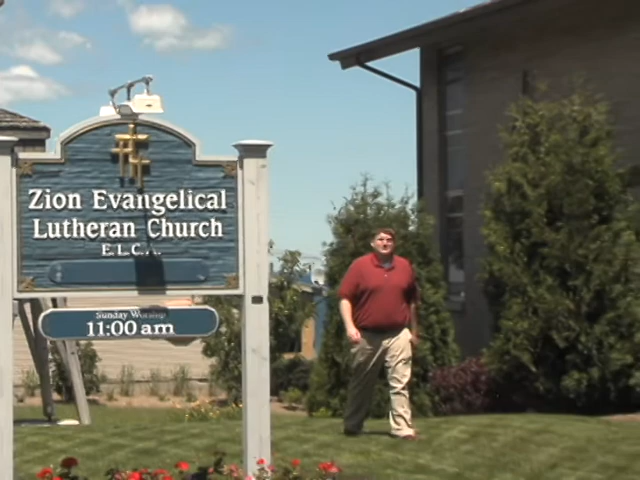 Zion Evangelical
Lutheran Church
E.L.C.A.
Sunday Worship
11:00 am